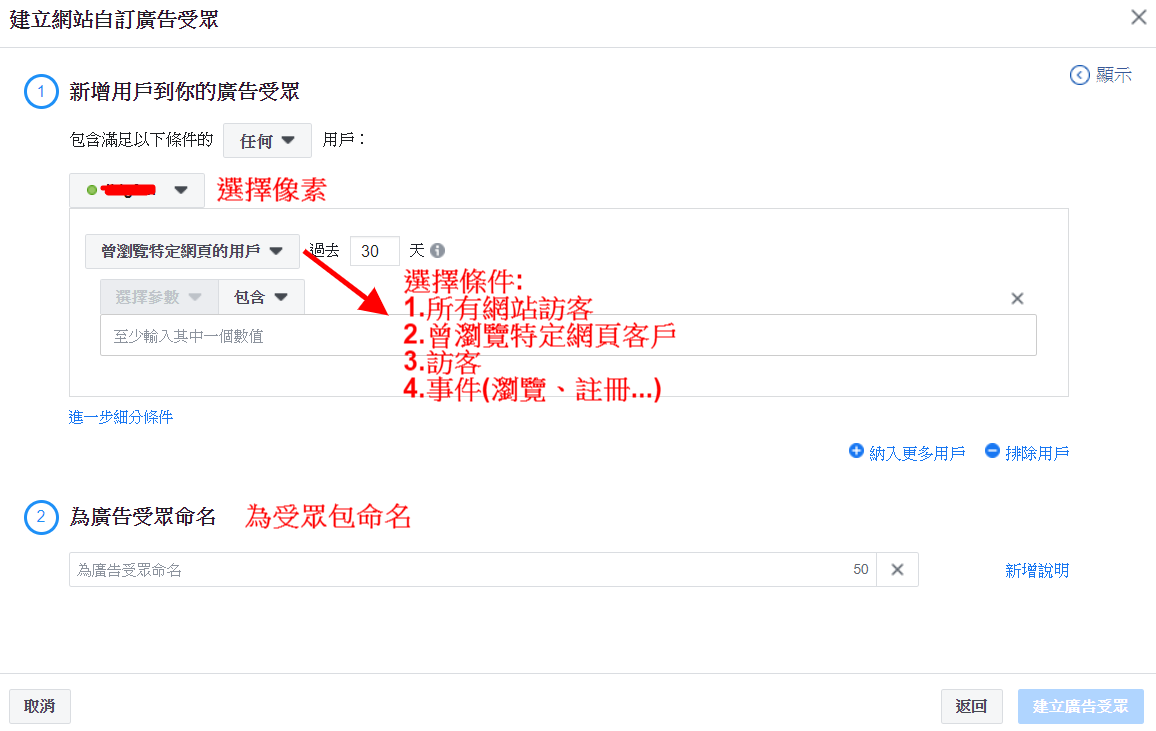 建立網站自訂廣告受眾
顯示
1 新增用戶到你的廣告受眾
包含滿足以下條件的 任何 用戶：
選擇像素
曾瀏覽特定網頁的用戶 過去 30 天
選擇條件:
選擇參數 包含
1.所有網站訪客
至少輸入其中一個數值
2.曾瀏覽特定網頁客戶
3.訪客
4.事件(瀏覽、註冊...)
進一步細分條件
納入更多用戶 排除用戶
2 為廣告受眾命名 為受眾包命名
為廣告受眾命名 50 新增說明
取消 返回 建立廣告受眾